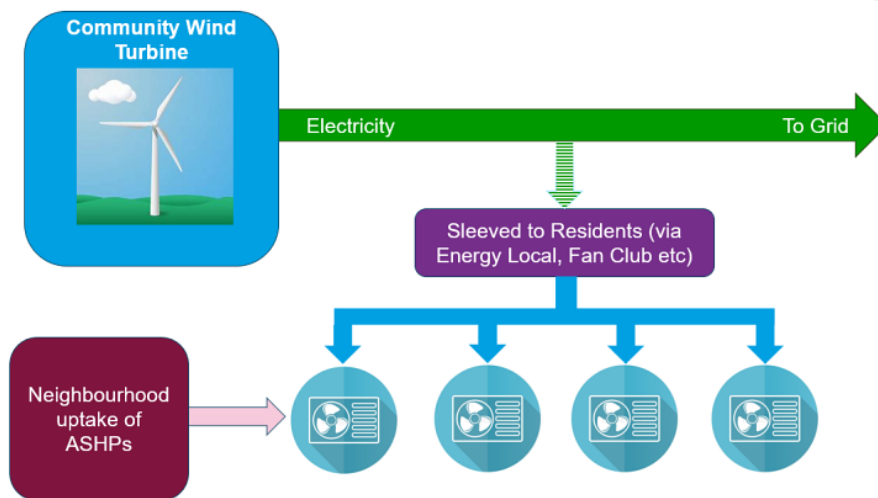 Community Wind
Turbine
Electricity
To Grid
Sleeved to Residents (via
Energy Local, Fan Club etc)
Neighbourhood
uptake of
ASHPs